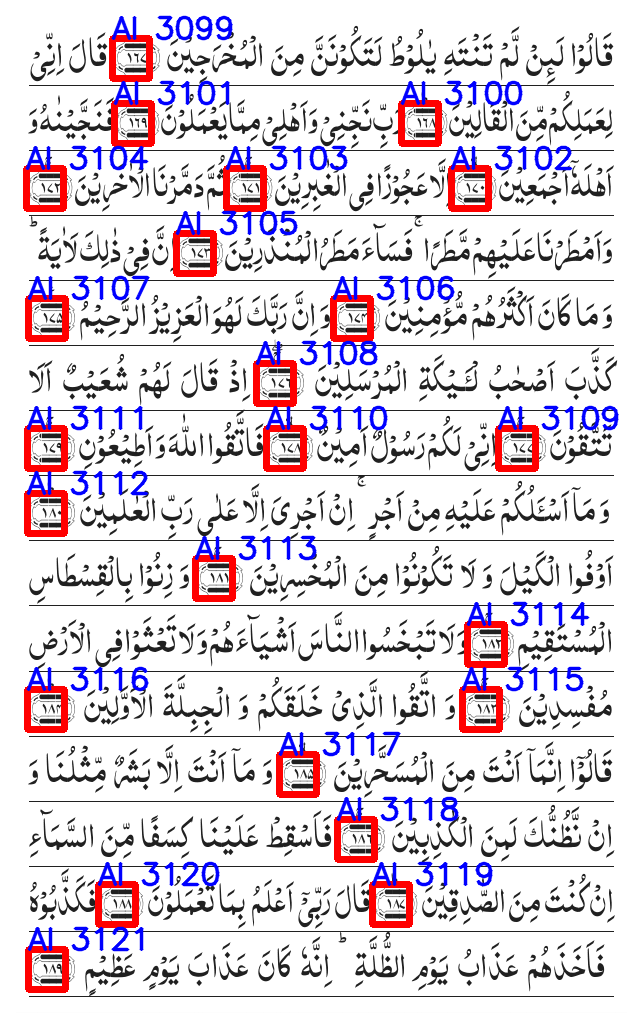 AI 3099
قَالُوۡا لَئِنۡ لَّمۡ تَنۡتَهِ يٰلُوۡطُ لَتَكُوۡنَنَّ مِنَ الۡمُخۡرَجِيۡنَ ١٦٧ قَالَ اِنِّىۡ
AI 3100 AI 3101
لِعَمَلِكُمۡ مِّنَ الۡقَالِيۡنَ ١٦٨ رَبِّ نَجِّنِىۡ وَاَهۡلِىۡ مِمَّا يَعۡمَلُوۡنَ ١٦٩ فَنَجَّيۡنٰهُ وَ
AI 3102 AI 3103 AI 3104
اَهۡلَهٗۤ اَجۡمَعِيۡنَ ١٧٠ اِلَّا عَجُوۡزًا فِى الۡغٰبِرِيۡنَ ١٧١ ثُمَّ دَمَّرۡنَا الۡاٰخَرِيۡنَ ١٧٢
AI 3105
وَاَمۡطَرۡنَا عَلَيۡهِمۡ مَّطَرًا ۚ فَسَآءَ مَطَرُ الۡمُنۡذَرِيۡنَ ١٧٣ اِنَّ فِىۡ ذٰلِكَ لَاٰيَةً ؕ
AI 3106 AI 3107
وَمَا كَانَ اَكۡثَرُهُمۡ مُّؤۡمِنِيۡنَ ١٧٤ وَاِنَّ رَبَّكَ لَهُوَ الۡعَزِيۡزُ الرَّحِيۡمُ ١٧٥
AI 3108
كَذَّبَ اَصۡحٰبُ لْئَيۡكَةِ الۡمُرۡسَلِيۡنَ ١٧٦ اِذۡ قَالَ لَهُمۡ شُعَيۡبٌ اَلَا
AI 3109 AI 3110 AI 3111
تَتَّقُوۡنَ ١٧٧ اِنِّىۡ لَكُمۡ رَسُوۡلٌ اَمِيۡنٌ ١٧٨ فَاتَّقُوا اللّٰهَ وَاَطِيۡعُوۡنِ ١٧٩
AI 3112
وَمَاۤ اَسۡـَٔلُكُمۡ عَلَيۡهِ مِنۡ اَجۡرٍ ۚ اِنۡ اَجۡرِىَ اِلَّا عَلٰى رَبِّ الۡعٰلَمِيۡنَ ١٨٠
AI 3113
اَوۡفُوا الۡكَيۡلَ وَلَا تَكُوۡنُوۡا مِنَ الۡمُخۡسِرِيۡنَ ١٨١ وَزِنُوۡا بِالۡقِسۡطَاسِ
AI 3114
الۡمُسۡتَقِيۡمِ ١٨٢ وَلَا تَبۡخَسُوا النَّاسَ اَشۡيَآءَهُمۡ وَلَا تَعۡثَوۡا فِى الۡاَرۡضِ
AI 3115 AI 3116
مُفۡسِدِيۡنَ ١٨٣ وَاتَّقُوا الَّذِىۡ خَلَقَكُمۡ وَالۡجِبِلَّةَ الۡاَوَّلِيۡنَ ١٨٤
AI 3117
قَالُوۡۤا اِنَّمَاۤ اَنۡتَ مِنَ الۡمُسَحَّرِيۡنَ ١٨٥ وَمَاۤ اَنۡتَ اِلَّا بَشَرٌ مِّثۡلُنَا وَ
AI 3118
اِنۡ نَّظُنُّكَ لَمِنَ الۡكٰذِبِيۡنَ ١٨٦ فَاَسۡقِطۡ عَلَيۡنَا كِسَفًا مِّنَ السَّمَآءِ
AI 3119 AI 3120
اِنۡ كُنۡتَ مِنَ الصّٰدِقِيۡنَ ١٨٧ قَالَ رَبِّىۡۤ اَعۡلَمُ بِمَا تَعۡمَلُوۡنَ ١٨٨ فَكَذَّبُوۡهُ
AI 3121
فَاَخَذَهُمۡ عَذَابُ يَوۡمِ الظُّلَّةِ ؕ اِنَّهٗ كَانَ عَذَابَ يَوۡمٍ عَظِيۡمٍ ١٨٩